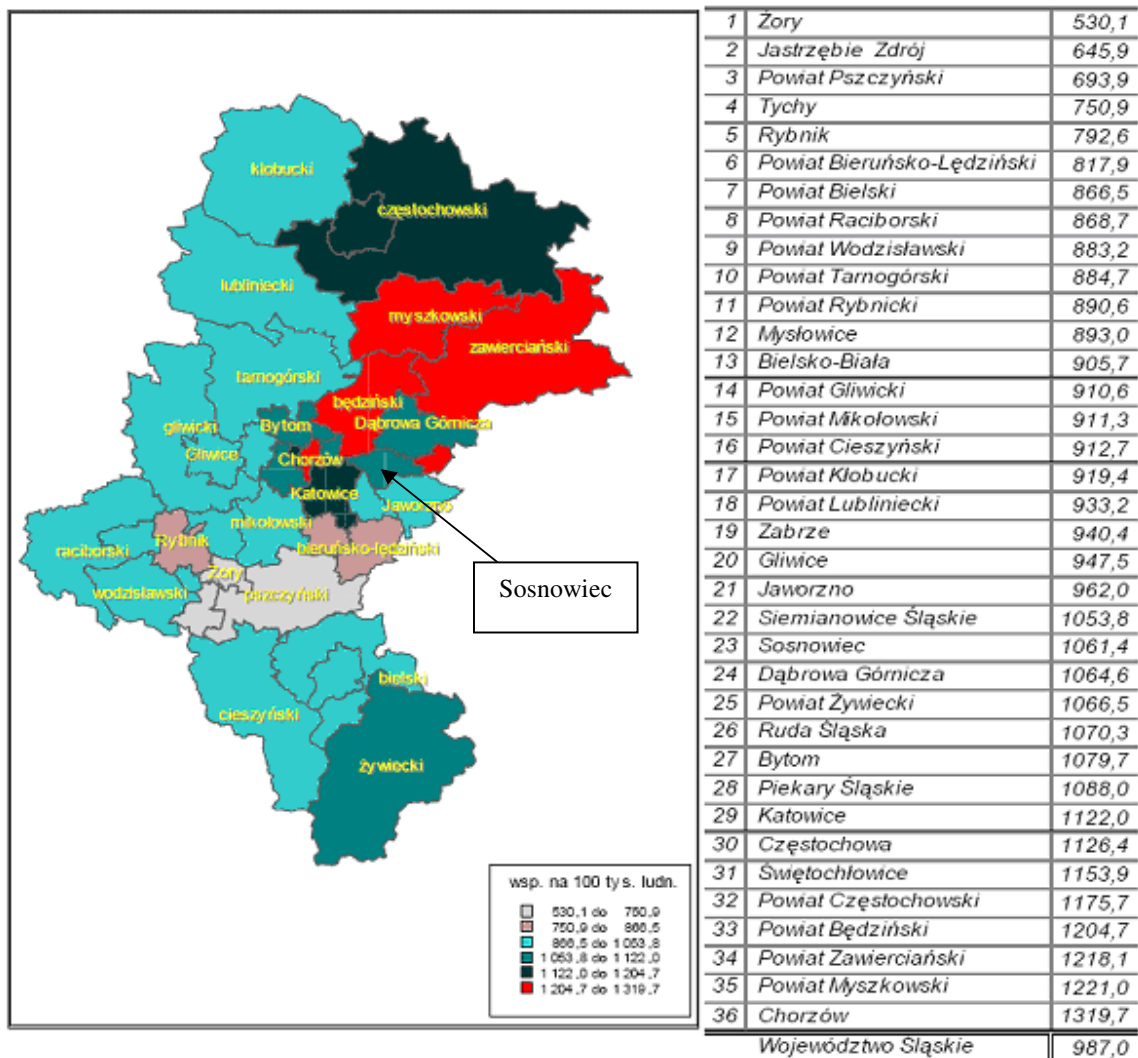 kłobucki
częstochowski
lubliniecki
myszkowski
zawierciański
tarnogórski
będziński
gliwicki
Bytom
Dąbrowa Górnicza
Gliwice
Chorzów
Katowice
Jaworzno
mikołowski
raciborski
Rybnik
bieruńsko-lędziński
Żory
wodzisławski
pszczyński
Sosnowiec
bielski
cieszyński
żywiecki
wsp. na 100 tys. ludn.
530,1 do 750,9
750,9 do 866,5
866,5 do 1 053,8
1 053,8 do 1 122,0
1 122,0 do 1 204,7
1 204,7 do 1 319,7
1 Żory 530,1
2 Jastrzębie Zdrój 645,9
3 Powiat Pszczyński 693,9
4 Tychy 750,9
5 Rybnik 792,6
6 Powiat Bieruńsko-Lędziński 817,9
7 Powiat Bielski 866,5
8 Powiat Raciborski 868,7
9 Powiat Wodzisławski 883,2
10 Powiat Tarnogórski 884,7
11 Powiat Rybnicki 890,6
12 Mysłowice 893,0
13 Bielsko-Biała 905,7
14 Powiat Gliwicki 910,6
15 Powiat Mikołowski 911,3
16 Powiat Cieszyński 912,7
17 Powiat Kłobucki 919,4
18 Powiat Lubliniecki 933,2
19 Zabrze 940,4
20 Gliwice 947,5
21 Jaworzno 962,0
22 Siemianowice Śląskie 1053,8
23 Sosnowiec 1061,4
24 Dąbrowa Górnicza 1064,6
25 Powiat Żywiecki 1066,5
26 Ruda Śląska 1070,3
27 Bytom 1079,7
28 Piekary Śląskie 1088,0
29 Katowice 1122,0
30 Częstochowa 1126,4
31 Świętochłowice 1153,9
32 Powiat Częstochowski 1175,7
33 Powiat Będziński 1204,7
34 Powiat Zawierciański 1218,1
35 Powiat Myszkowski 1221,0
36 Chorzów 1319,7
Województwo Śląskie 987,0